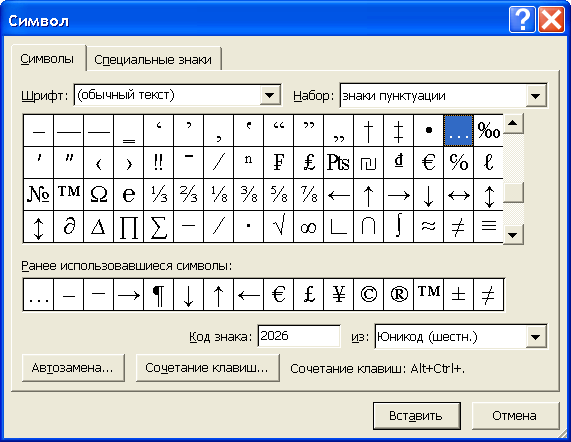 Символ
Символы Специальные знаки
Шрифт: (обычный текст) Набор: знаки пунктуации
– — ― ‗ ‘ ’ ‚ ‛ “ ” „ † ‡ • … ‰
′ ″ ‹ › ‼ ‾ ⁄ ⁿ ₣ ₤ ₧ ₪ ₫ € ℅ ℓ
№ ™ Ω ℮ ⅓ ⅔ ⅛ ⅜ ⅝ ⅞ ← ↑ → ↓ ↔ ↕
↨ ∂ ∆ ∏ ∑ − ∕ ∙ √ ∞ ∟ ∩ ∫ ≈ ≠ ≡
Ранее использовавшиеся символы:
… – − → ¶ ↓ ↑ ← € £ ¥ © ® ™ ± ≠
Код знака: 2026 из: Юникод (шестн.)
Автозамена... Сочетание клавиш... Сочетание клавиш: Alt+Ctrl+.
Вставить Отмена